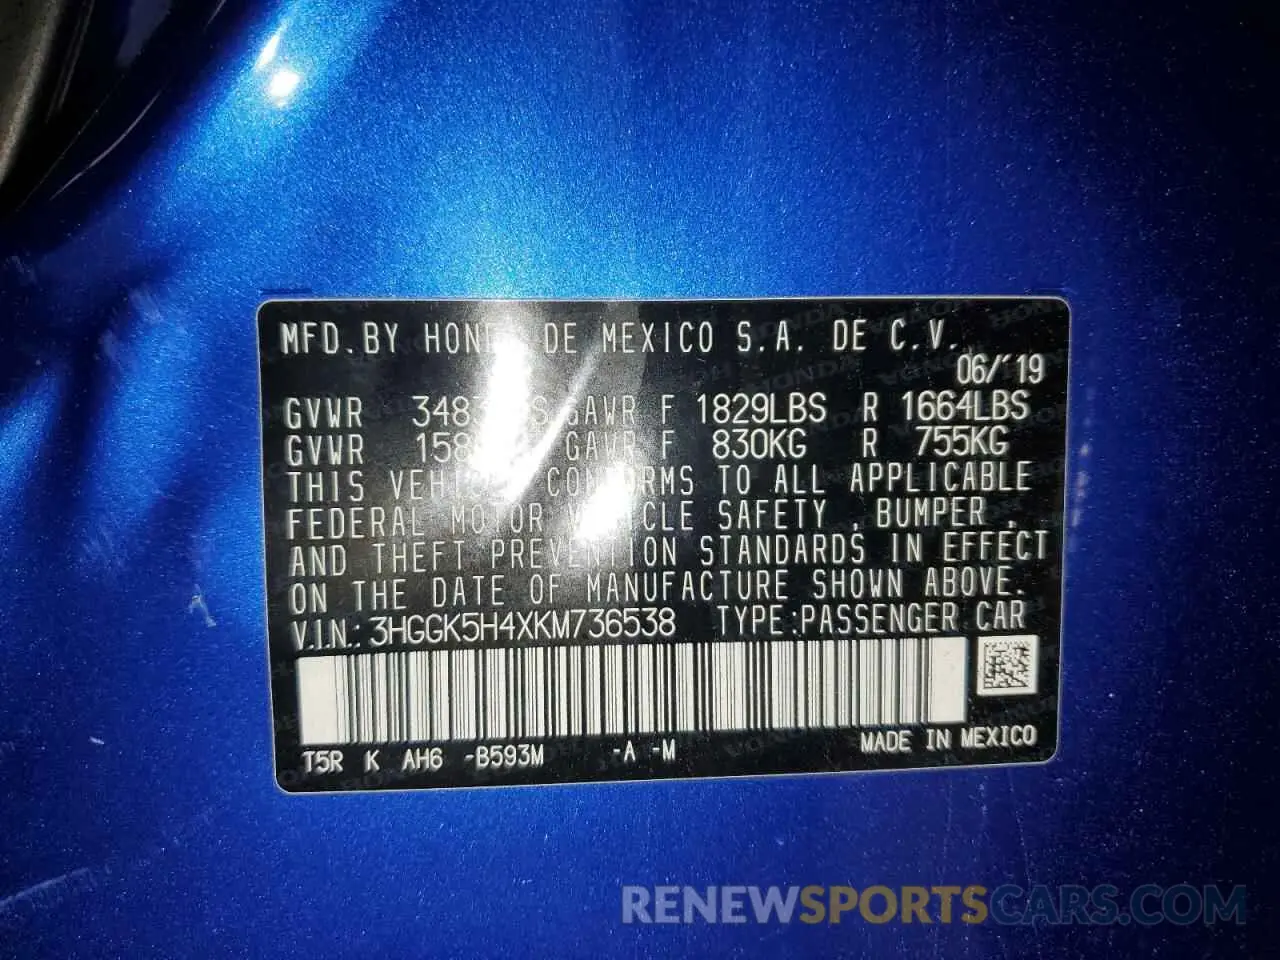 MFD. BY DE MEXICO S.A. DE C.V.
06/'19
GVWR GAWR F 1829LBS R 1664LBS
GVWR GAWR F 830KG R 755KG
THIS VEHICLE CONFORMS TO ALL APPLICABLE
FEDERAL MOTOR VEHICLE SAFETY , BUMPER ,
AND THEFT PREVENTION STANDARDS IN EFFECT
ON THE DATE OF MANUFACTURE SHOWN ABOVE.
V.I.N.: 3HGGK5H4XKM736538 TYPE:PASSENGER CAR
T5R K AH6 -B593M -A -M MADE IN MEXICO
RENEWSPORTSCARS.COM